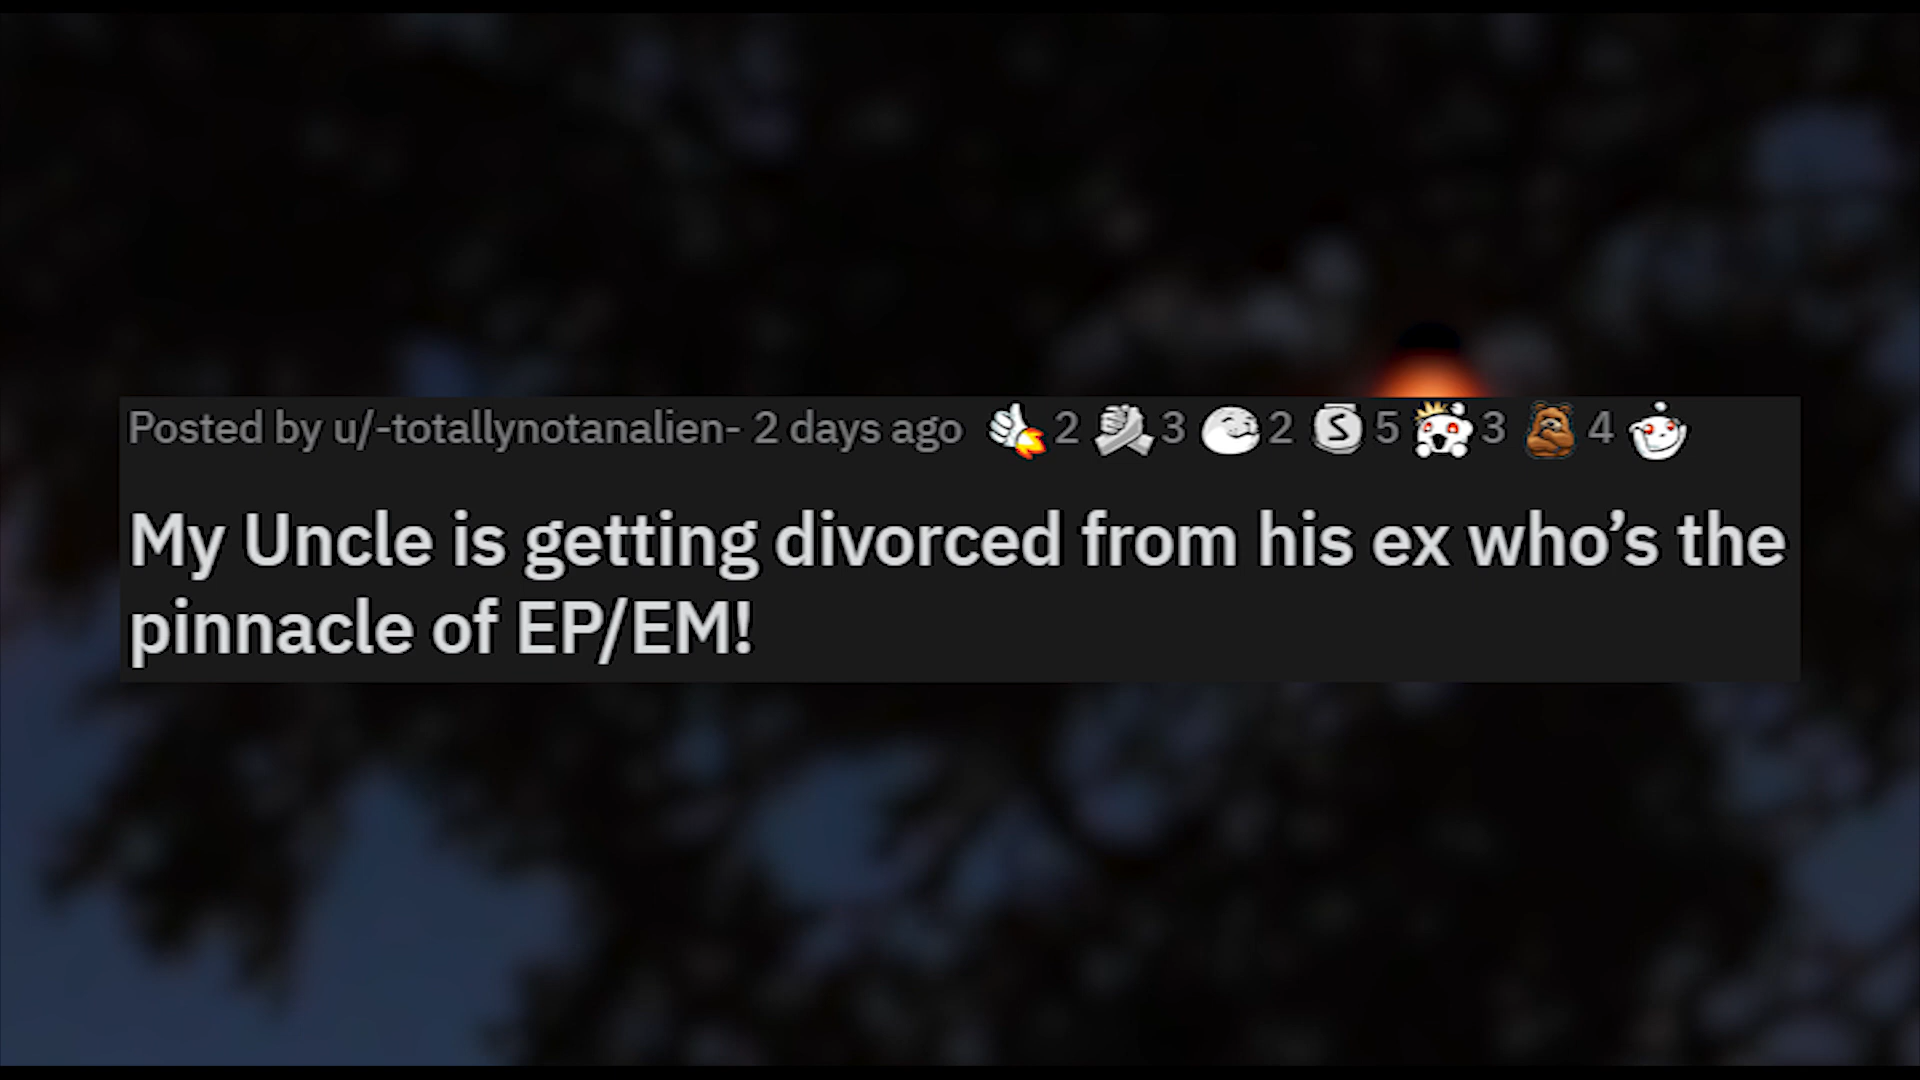 Posted by u/-totallynotanalien- 2 days ago 2 3 2 S 5 3 4
My Uncle is getting divorced from his ex who’s the
pinnacle of EP/EM!